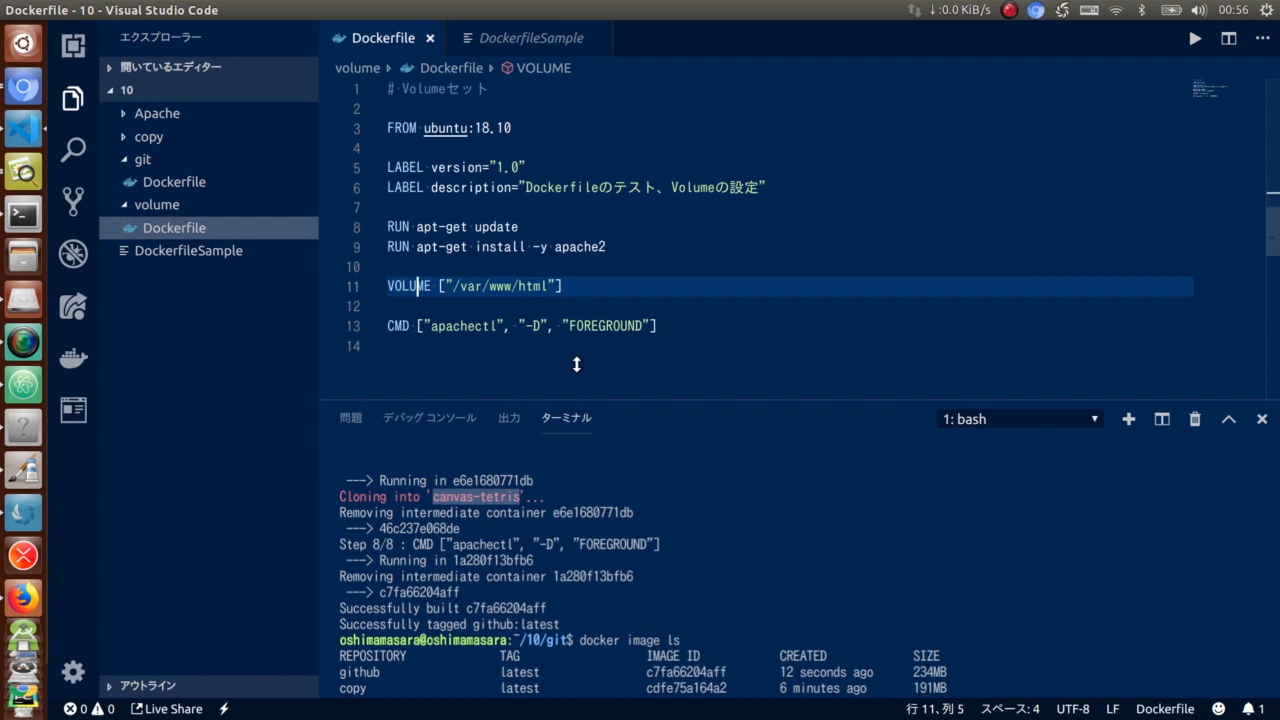 Dockerfile - 10 - Visual Studio Code
↓:0.0 KiB/s
00:56
エクスプローラー
開いているエディター
10
Apache
copy
git
Dockerfile
volume
Dockerfile
DockerfileSample
アウトライン
Dockerfile
DockerfileSample
volume Dockerfile VOLUME
1 # Volumeセット
2
3 FROM ubuntu:18.10
4
5 LABEL version="1.0"
6 LABEL description="Dockerfileのテスト、Volumeの設定"
7
8 RUN apt-get update
9 RUN apt-get install -y apache2
10
11 VOLUME ["/var/www/html"]
12
13 CMD ["apachectl", "-D", "FOREGROUND"]
14
問題 デバッグ コンソール 出力 ターミナル
1: bash
---> Running in e6e1680771db
Cloning into 'canvas-tetris'...
Removing intermediate container e6e1680771db
---> 46c237e068de
Step 8/8 : CMD ["apachectl", "-D", "FOREGROUND"]
---> Running in 1a280f13bfb6
Removing intermediate container 1a280f13bfb6
---> c7fa66204aff
Successfully built c7fa66204aff
Successfully tagged github:latest
oshimamasara@oshimamasara:~/10/git$ docker image ls
REPOSITORY TAG IMAGE ID CREATED SIZE
github latest c7fa66204aff 12 seconds ago 234MB
copy latest cdfe75a164a2 6 minutes ago 191MB
0 0 Live Share
行 11、列 5 スペース: 4 UTF-8 LF Dockerfile 1